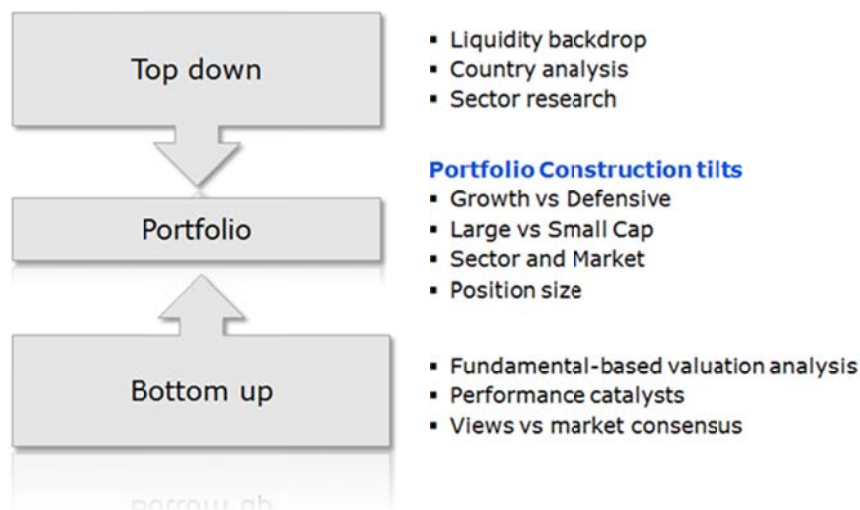 Top down
▪ Liquidity backdrop
▪ Country analysis
▪ Sector research
Portfolio
Portfolio Construction tilts
▪ Growth vs Defensive
▪ Large vs Small Cap
▪ Sector and Market
▪ Position size
Bottom up
▪ Fundamental-based valuation analysis
▪ Performance catalysts
▪ Views vs market consensus